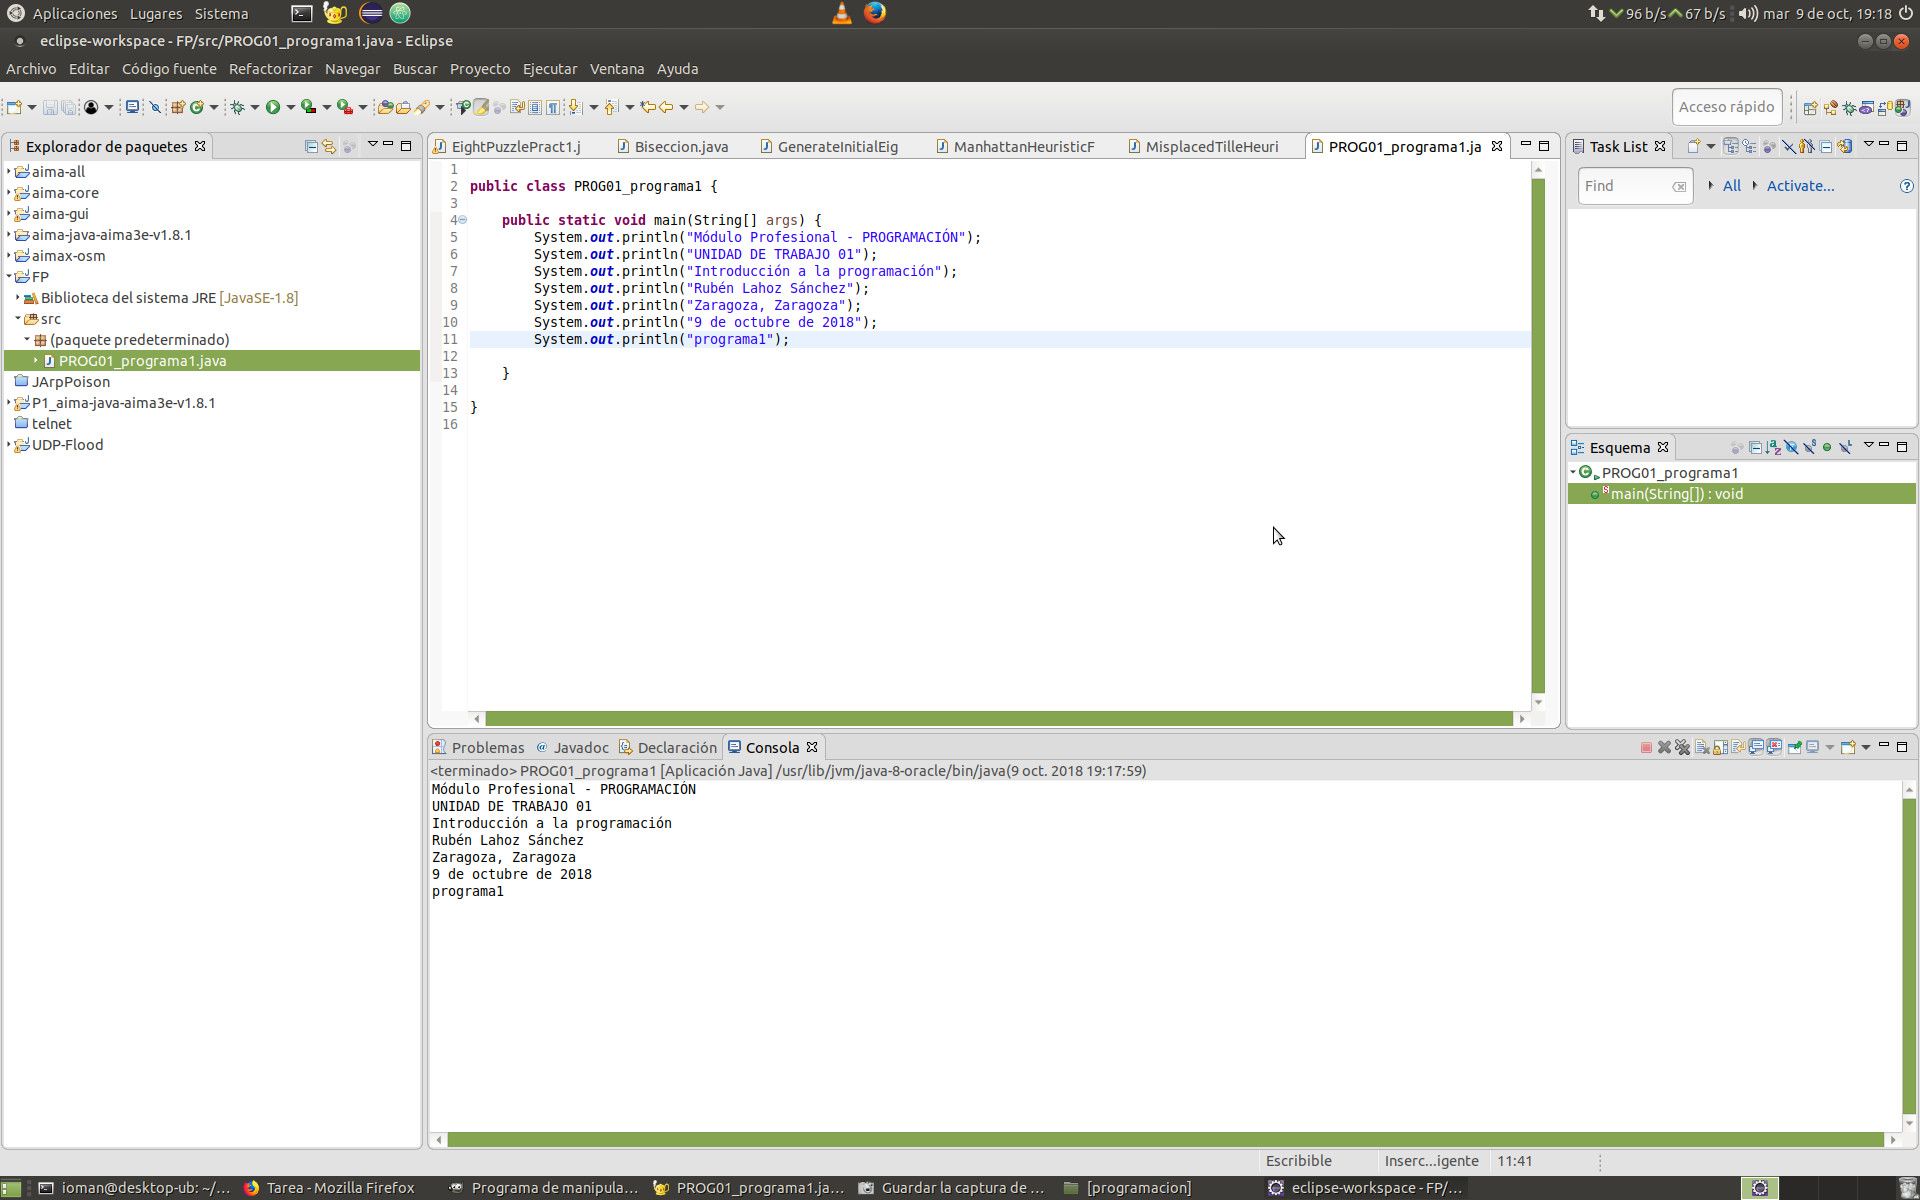 Aplicaciones Lugares Sistema
96 b/s 67 b/s mar 9 de oct, 19:18
eclipse-workspace - FP/src/PROG01_programa1.java - Eclipse
Archivo Editar Código fuente Refactorizar Navegar Buscar Proyecto Ejecutar Ventana Ayuda
Acceso rápido
Explorador de paquetes
aima-all
aima-core
aima-gui
aima-java-aima3e-v1.8.1
aimax-osm
FP
Biblioteca del sistema JRE [JavaSE-1.8]
src
(paquete predeterminado)
PROG01_programa1.java
JArpPoison
P1_aima-java-aima3e-v1.8.1
telnet
UDP-Flood
EightPuzzlePract1.j Biseccion.java GenerateInitialEig ManhattanHeuristicF MisplacedTilleHeuri PROG01_programa1.ja
1
2 public class PROG01_programa1 {
3
4 public static void main(String[] args) {
5 System.out.println("Módulo Profesional - PROGRAMACIÓN");
6 System.out.println("UNIDAD DE TRABAJO 01");
7 System.out.println("Introducción a la programación");
8 System.out.println("Rubén Lahoz Sánchez");
9 System.out.println("Zaragoza, Zaragoza");
10 System.out.println("9 de octubre de 2018");
11 System.out.println("programa1");
12
13 }
14
15 }
16
Task List
Find All Activate...
Esquema
PROG01_programa1
main(String[]) : void
Problemas Javadoc Declaración Consola
<terminado> PROG01_programa1 [Aplicación Java] /usr/lib/jvm/java-8-oracle/bin/java(9 oct. 2018 19:17:59)
Módulo Profesional - PROGRAMACIÓN
UNIDAD DE TRABAJO 01
Introducción a la programación
Rubén Lahoz Sánchez
Zaragoza, Zaragoza
9 de octubre de 2018
programa1
Escribible Inserc...igente 11:41
ioman@desktop-ub: ~/... Tarea - Mozilla Firefox Programa de manipula... PROG01_programa1.ja... Guardar la captura de ... [programacion] eclipse-workspace - FP/...